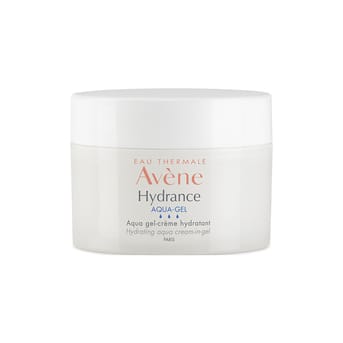 EAU THERMALE
Avène
Hydrance
AQUA-GEL
Aqua gel-crème hydratant
Hydrating aqua cream-in-gel
PARIS